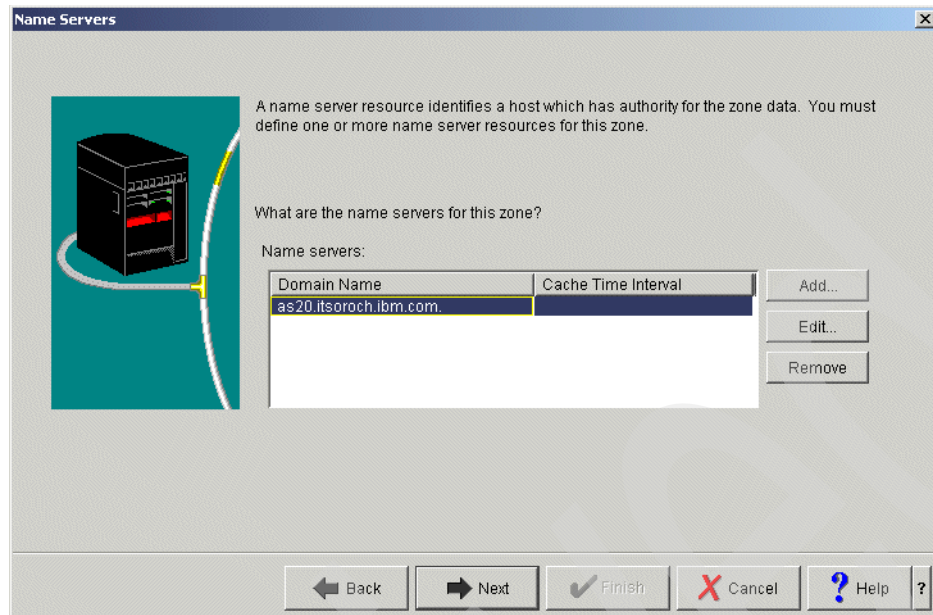 Name Servers
A name server resource identifies a host which has authority for the zone data. You must
define one or more name server resources for this zone.
What are the name servers for this zone?
Name servers:
Domain Name Cache Time Interval
as20.itsoroch.ibm.com.
Add...
Edit...
Remove
Back Next Finish Cancel ? Help ?